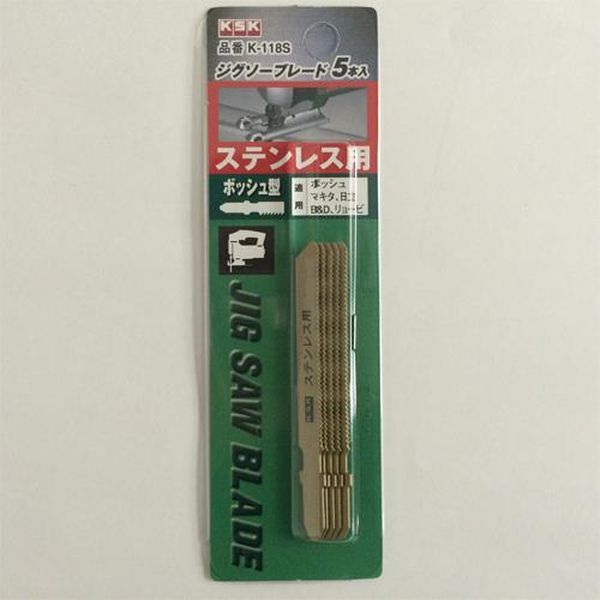 KSK
品番 K-118S
ジグソーブレード 5本入
ステンレス用
ボッシュ型
適用
ボッシュ
マキタ、日立
B&D、リョービ
JIG SAW BLADE
KSK ステンレス用